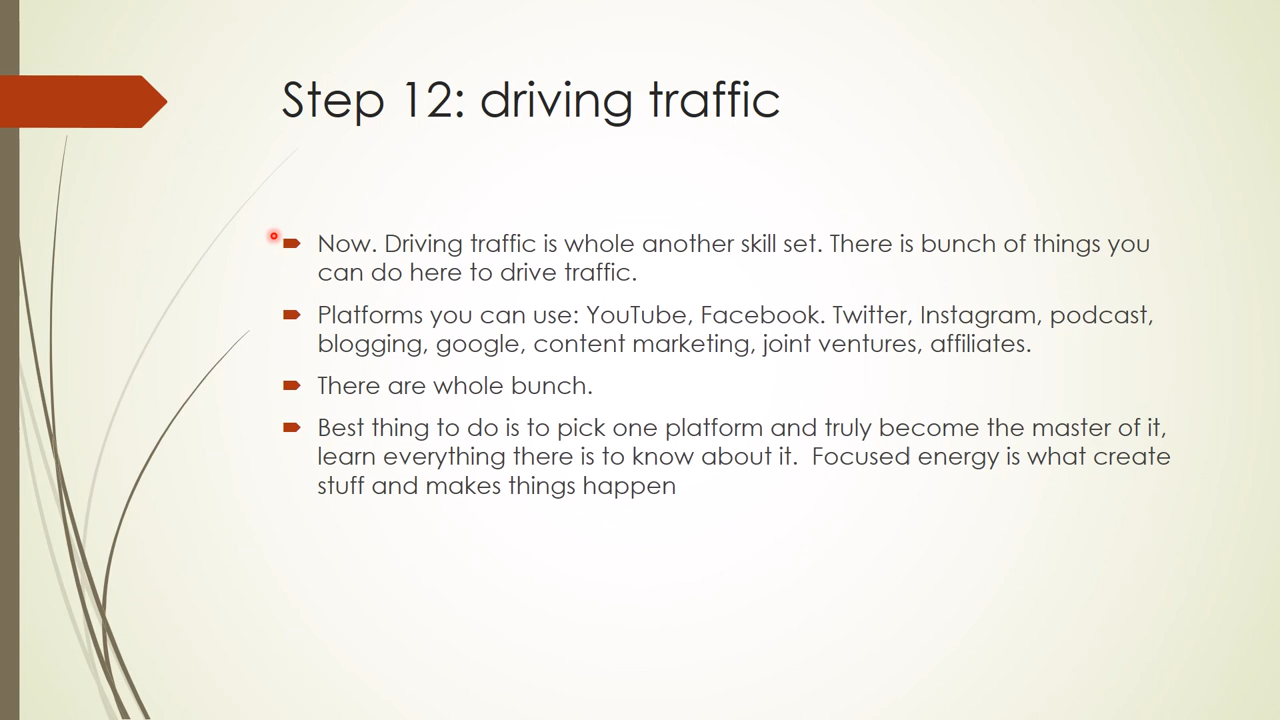 Step 12: driving traffic
Now. Driving traffic is whole another skill set. There is bunch of things you
can do here to drive traffic.
Platforms you can use: YouTube, Facebook. Twitter, Instagram, podcast,
blogging, google, content marketing, joint ventures, affiliates.
There are whole bunch.
Best thing to do is to pick one platform and truly become the master of it,
learn everything there is to know about it.  Focused energy is what create
stuff and makes things happen